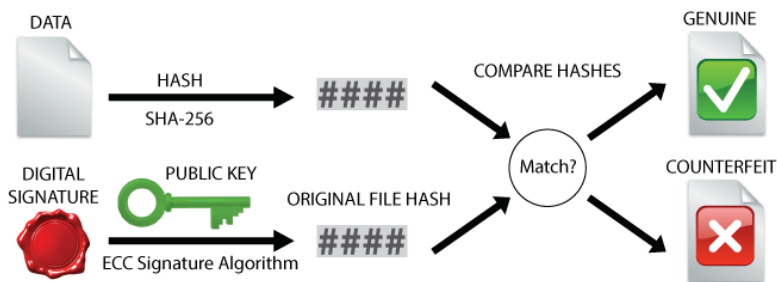 DATA
HASH
SHA-256
####
COMPARE HASHES
GENUINE
Match?
DIGITAL
SIGNATURE
PUBLIC KEY
ECC Signature Algorithm
ORIGINAL FILE HASH
####
COUNTERFEIT